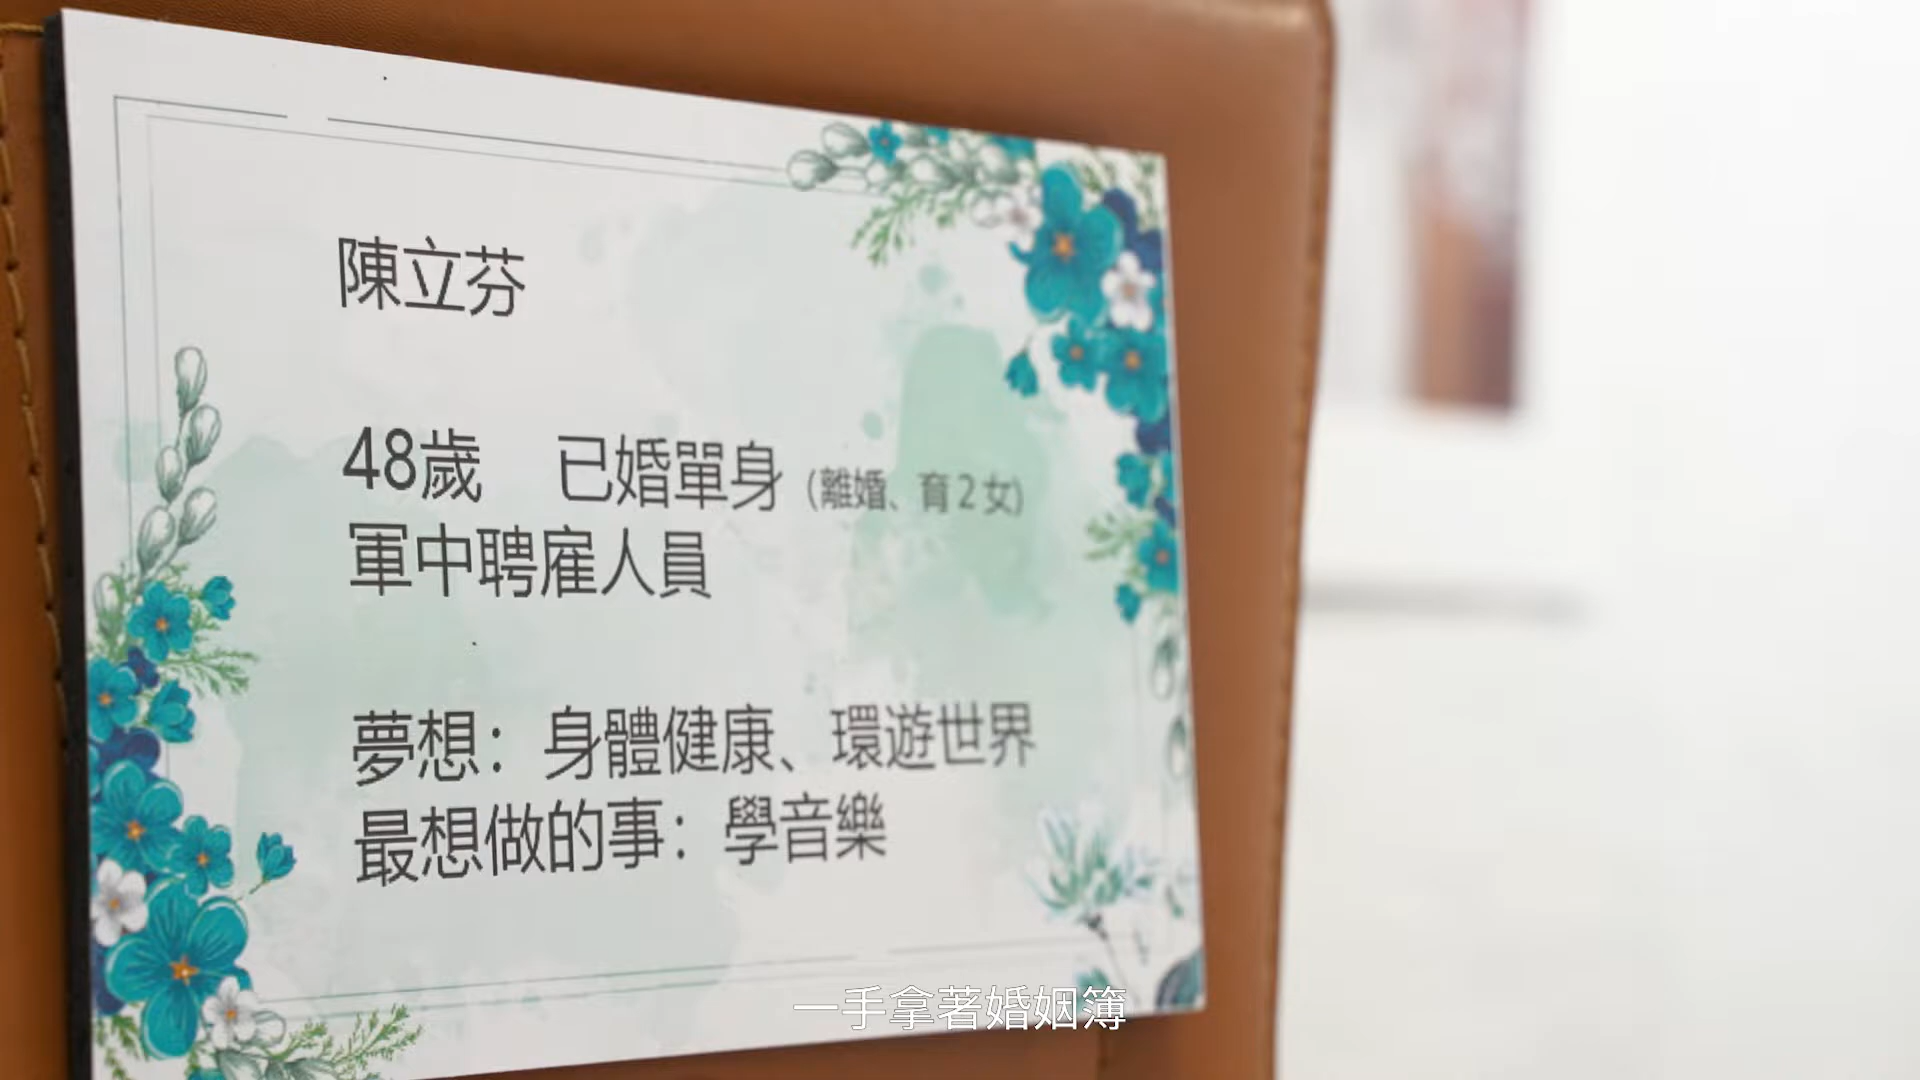 陳立芬
48歲 已婚單身（離婚、育2女）
軍中聘雇人員
夢想：身體健康、環遊世界
最想做的事：學音樂
一手拿著婚姻簿